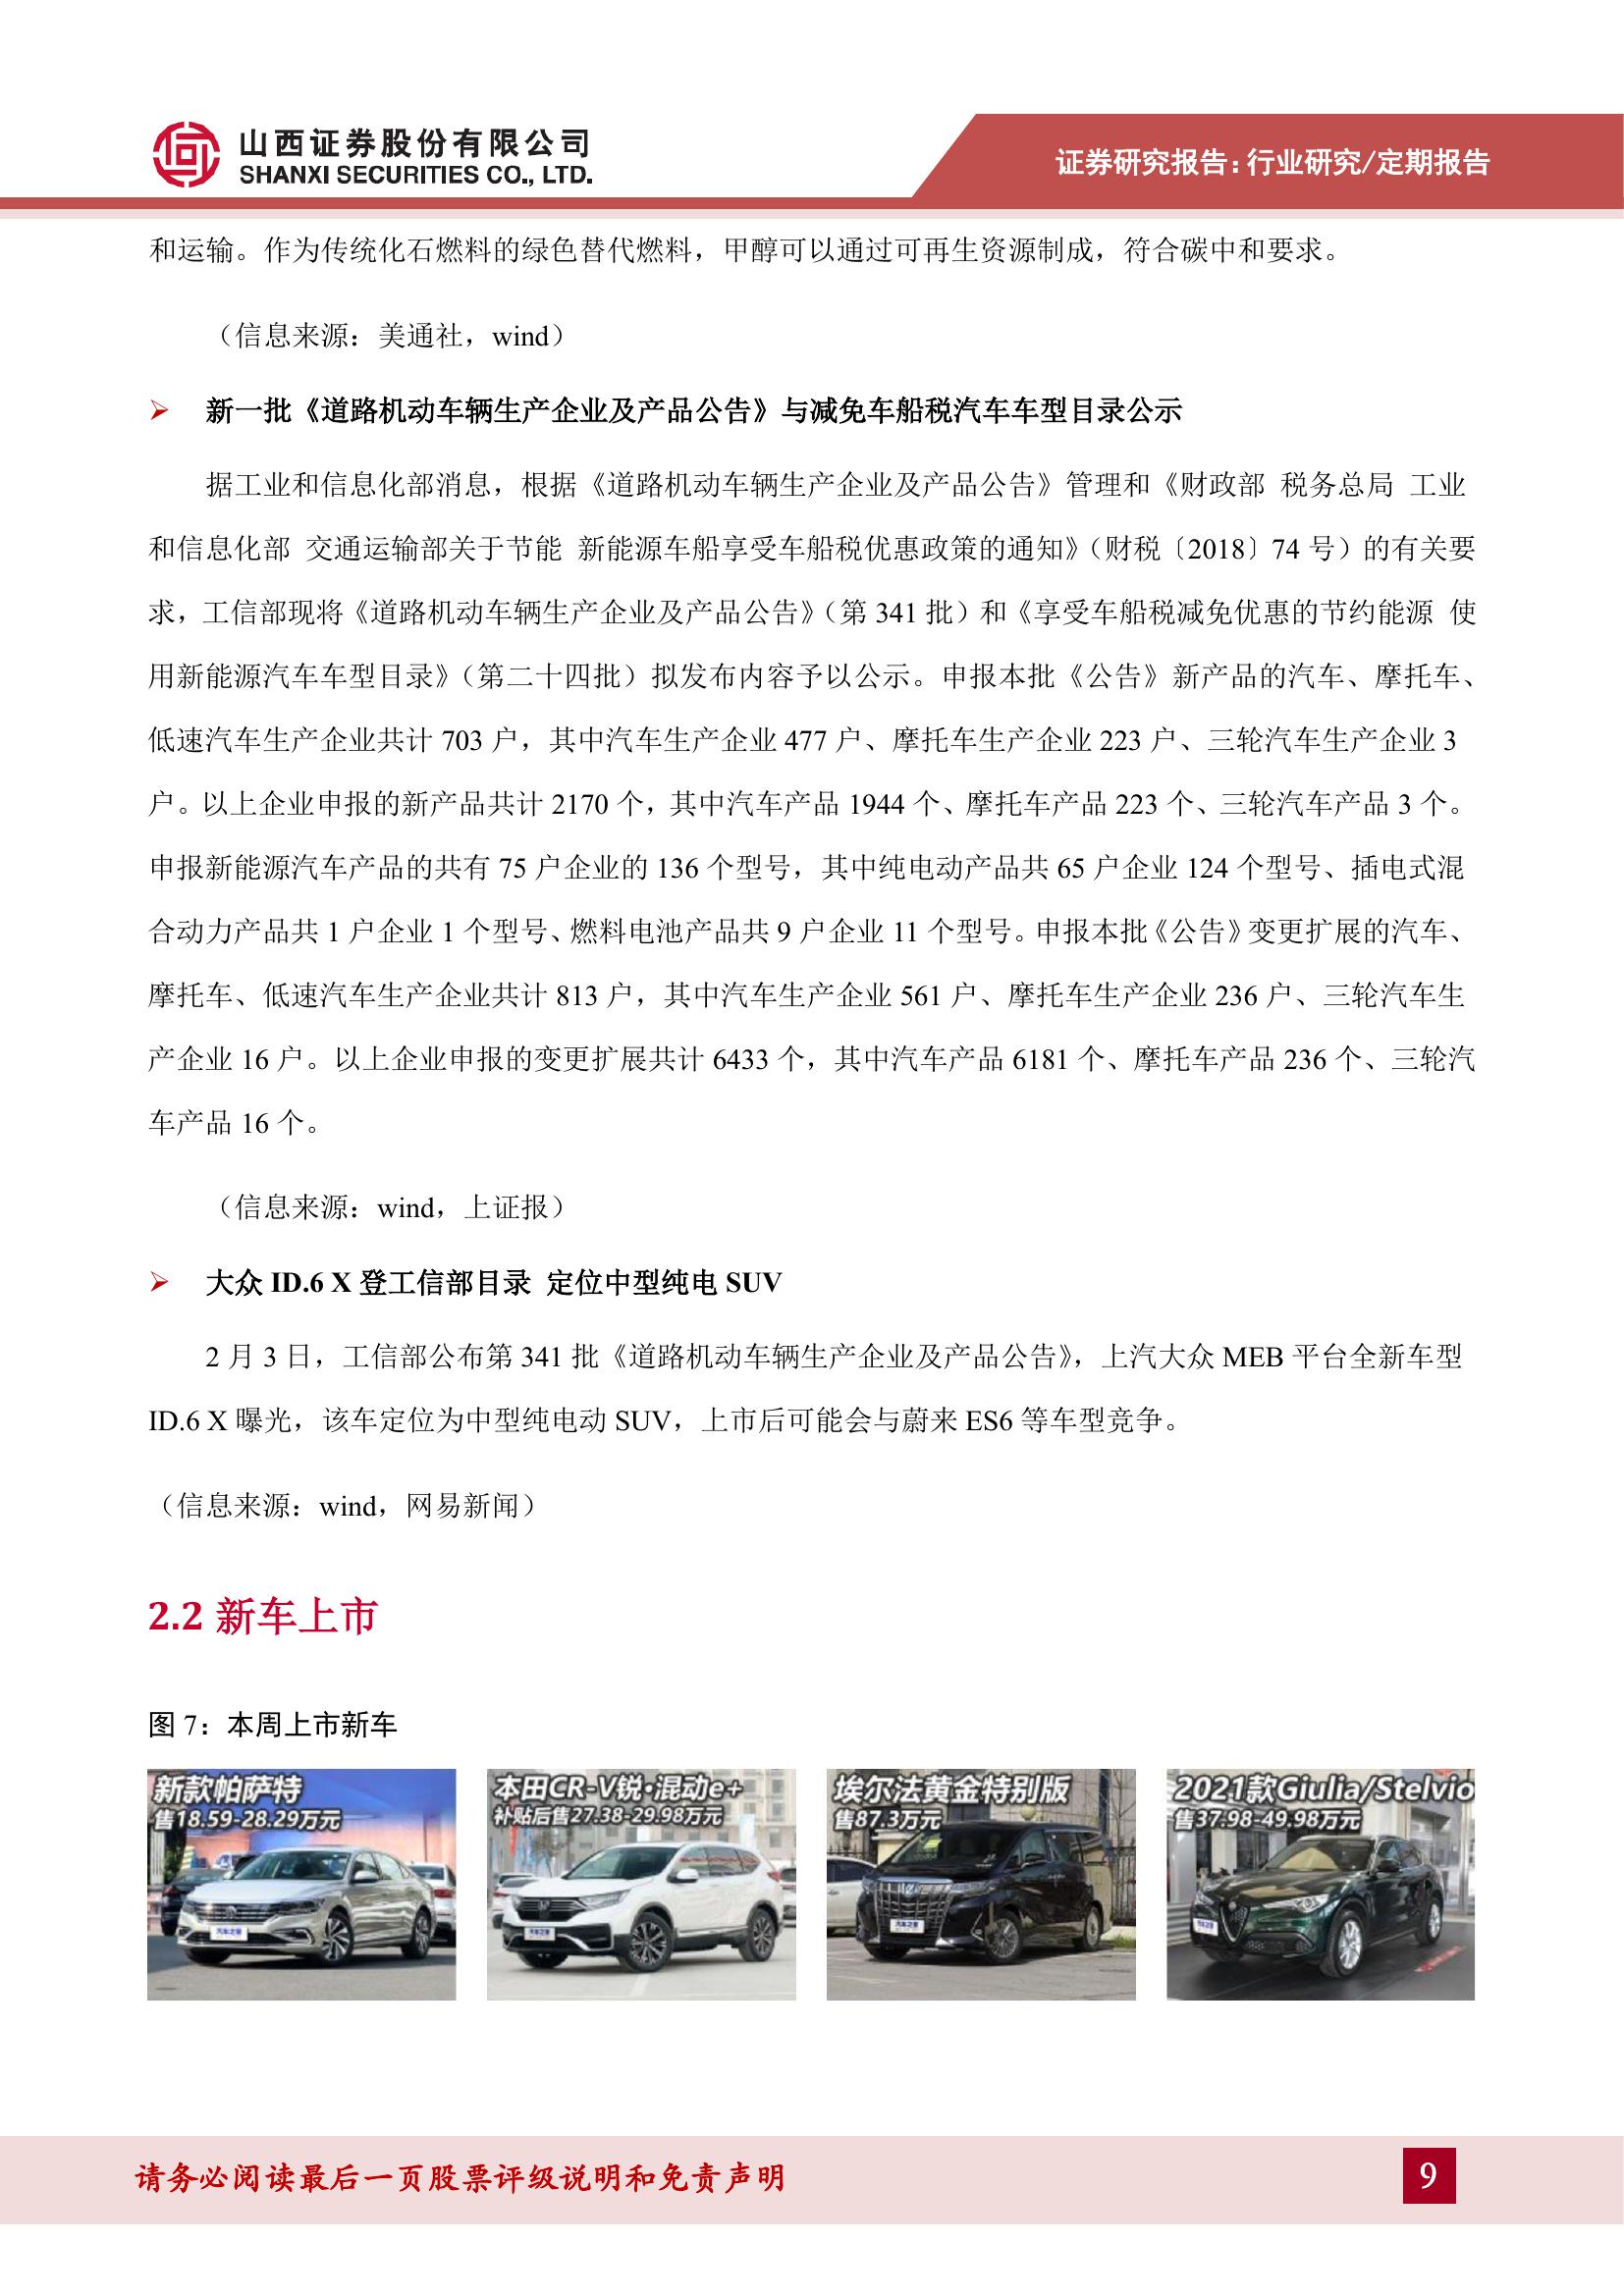 山西证券股份有限公司
SHANXI SECURITIES CO., LTD.
证券研究报告:行业研究/定期报告
和运输。作为传统化石燃料的绿色替代燃料，甲醇可以通过可再生资源制成，符合碳中和要求。
（信息来源：美通社，wind）
新一批《道路机动车辆生产企业及产品公告》与减免车船税汽车车型目录公示
据工业和信息化部消息，根据《道路机动车辆生产企业及产品公告》管理和《财政部 税务总局 工业
和信息化部 交通运输部关于节能 新能源车船享受车船税优惠政策的通知》（财税〔2018〕74 号）的有关要
求，工信部现将《道路机动车辆生产企业及产品公告》（第 341 批）和《享受车船税减免优惠的节约能源 使
用新能源汽车车型目录》（第二十四批）拟发布内容予以公示。申报本批《公告》新产品的汽车、摩托车、
低速汽车生产企业共计 703 户，其中汽车生产企业 477 户、摩托车生产企业 223 户、三轮汽车生产企业 3
户。以上企业申报的新产品共计 2170 个，其中汽车产品 1944 个、摩托车产品 223 个、三轮汽车产品 3 个。
申报新能源汽车产品的共有 75 户企业的 136 个型号，其中纯电动产品共 65 户企业 124 个型号、插电式混
合动力产品共 1 户企业 1 个型号、燃料电池产品共 9 户企业 11 个型号。申报本批《公告》变更扩展的汽车、
摩托车、低速汽车生产企业共计 813 户，其中汽车生产企业 561 户、摩托车生产企业 236 户、三轮汽车生
产企业 16 户。以上企业申报的变更扩展共计 6433 个，其中汽车产品 6181 个、摩托车产品 236 个、三轮汽
车产品 16 个。
（信息来源：wind，上证报）
大众 ID.6 X 登工信部目录 定位中型纯电 SUV
2 月 3 日，工信部公布第 341 批《道路机动车辆生产企业及产品公告》，上汽大众 MEB 平台全新车型
ID.6 X 曝光，该车定位为中型纯电动 SUV，上市后可能会与蔚来 ES6 等车型竞争。
（信息来源：wind，网易新闻）
2.2 新车上市
图 7：本周上市新车
新款帕萨特
售18.59-28.29万元
汽车之家
本田CR-V锐·混动e+
补贴后售27.38-29.98万元
汽车之家
埃尔法黄金特别版
售87.3万元
汽车之家
2021款Giulia/Stelvio
售37.98-49.98万元
汽车之家
请务必阅读最后一页股票评级说明和免责声明
9